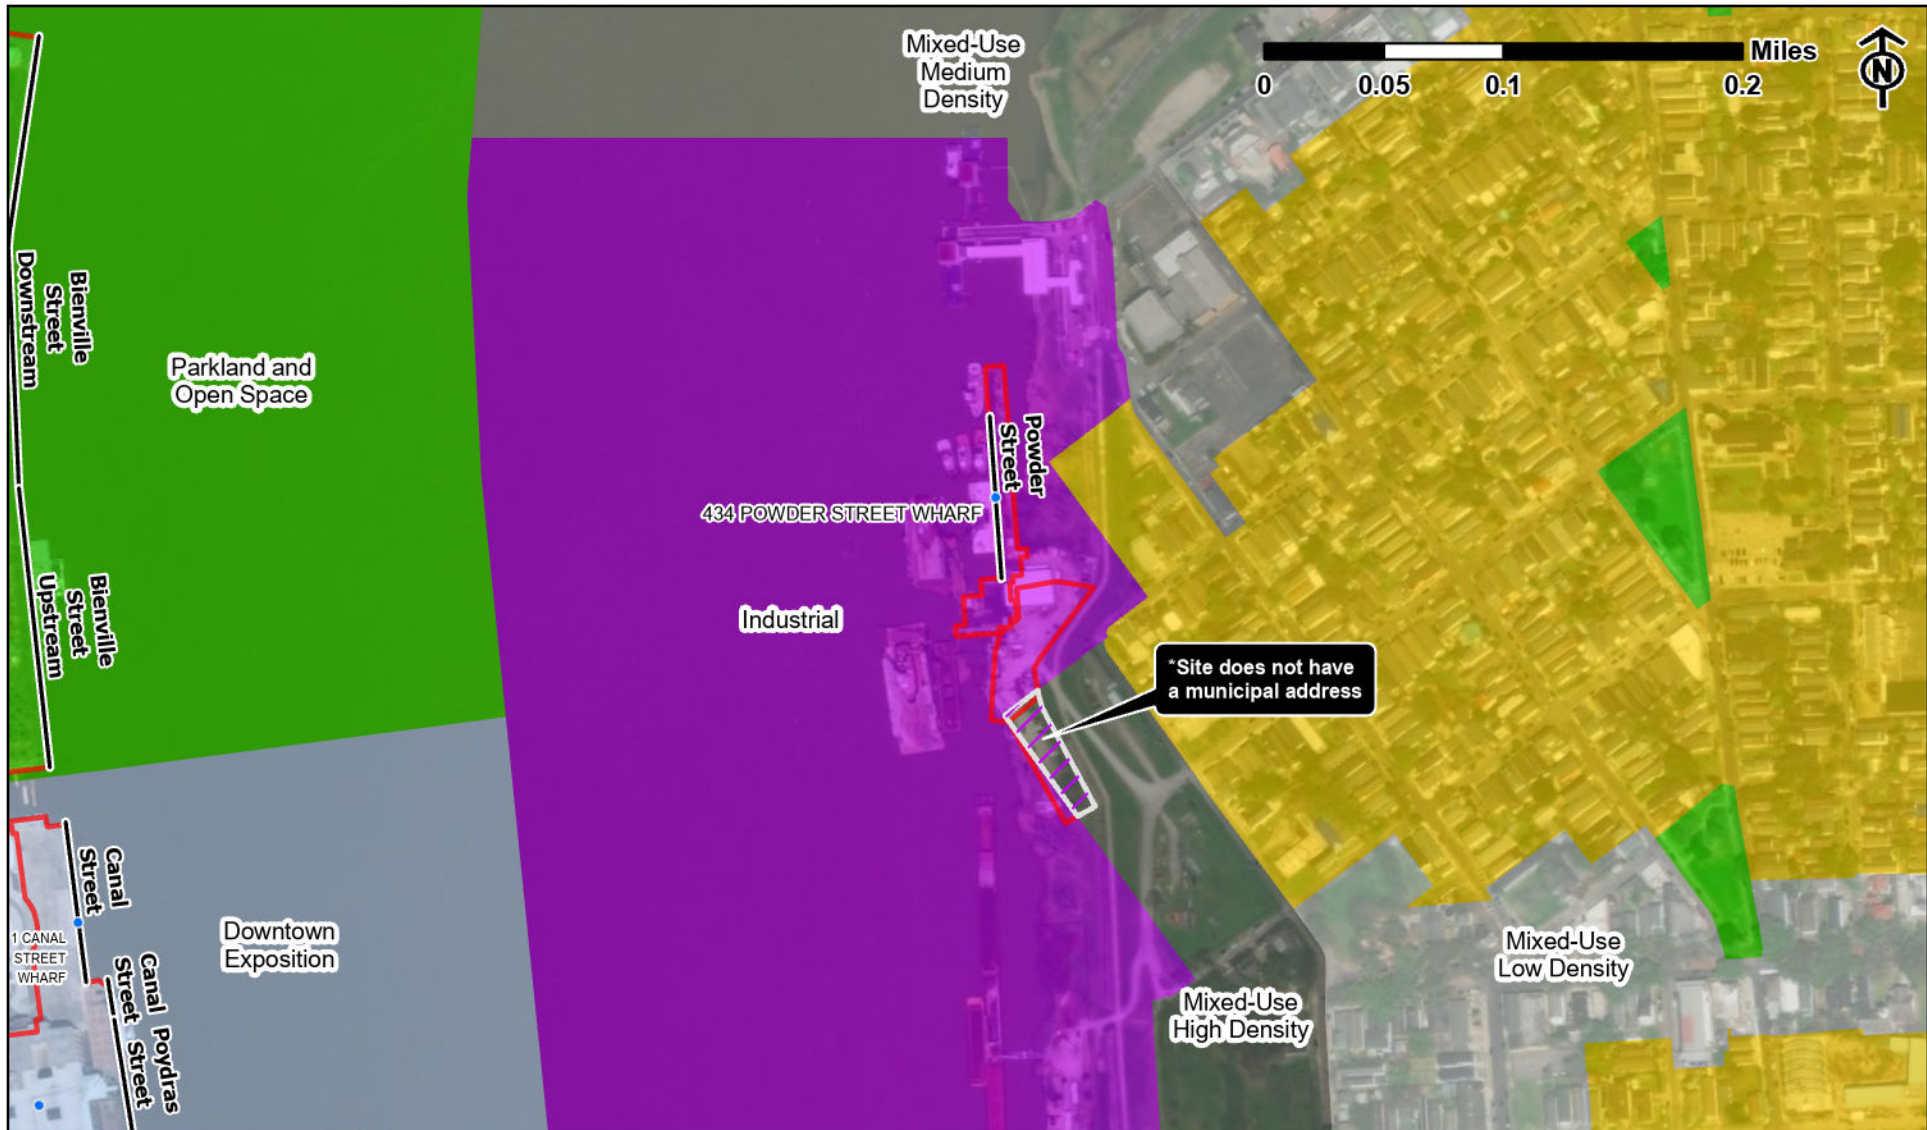 Mixed-Use
Medium
Density
Miles
0
0.05
0.1
0.2
N
Bienville
Street
Downstream
Parkland and
Open Space
Powder
Street
434 POWDER STREET WHARF
Bienville
Street
Upstream
Industrial
*Site does not have
a municipal address
Canal
Street
1 CANAL
STREET
WHARF
Downtown
Exposition
Canal
Street
Poydras
Street
Mixed-Use
Low Density
Mixed-Use
High Density